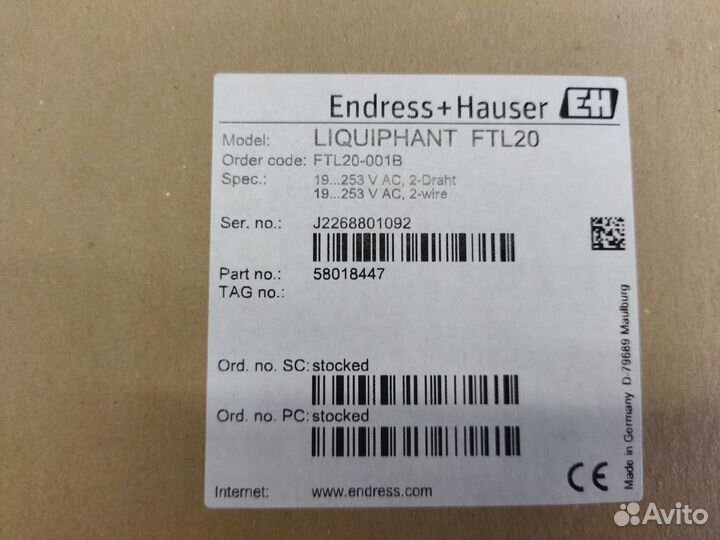 Endress+Hauser EH
Model: LIQUIPHANT FTL20
Order code: FTL20-001B
Spec.: 19...253 V AC, 2-Draht
19...253 V AC, 2-wire
Ser. no.: J2268801092
Part no.: 58018447
TAG no.:
Ord. no. SC: stocked
Ord. no. PC: stocked
Internet: www.endress.com
CE
Made in Germany D-79689 Maulburg
Avito